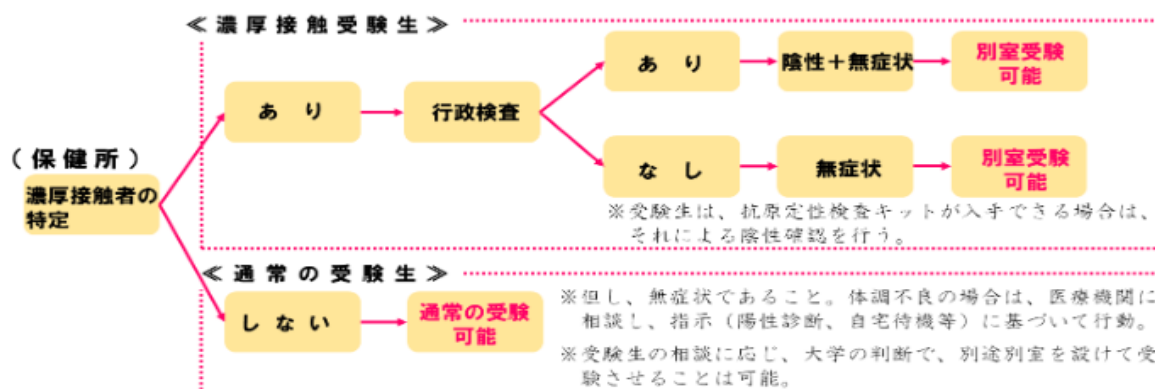 ≪濃厚接触受験生≫
あり
行政検査
あり
陰性＋無症状
別室受験
可能
なし
無症状
別室受験
可能
※受験生は、抗原定性検査キットが入手できる場合は、
それによる陰性確認を行う。
（保健所）
濃厚接触者の
特定
≪通常の受験生≫
しない
通常の受験
可能
※但し、無症状であること。体調不良の場合は、医療機関に
相談し、指示（陽性診断、自宅待機等）に基づいて行動。
※受験生の相談に応じ、大学の判断で、別途別室を設けて受
験させることは可能。